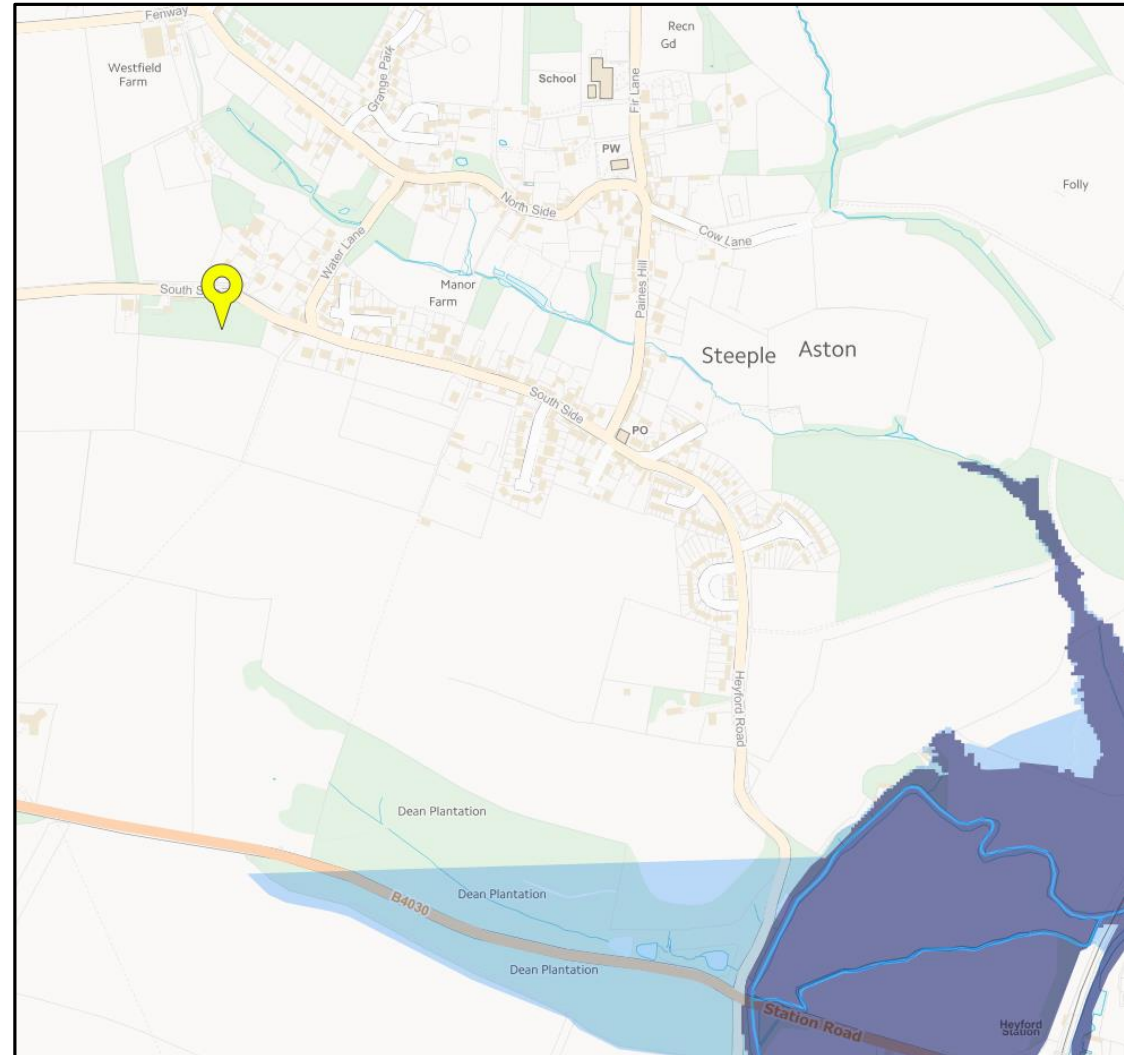 Fenway
Westfield
Farm
Grange Park
School
Recn
Gd
Fir Lane
PW
Folly
North Side
Cow Lane
Water Lane
Manor
Farm
South
Paines Hill
Steeple Aston
South Side
PO
Heyford Road
Dean Plantation
Dean Plantation
B4030
Dean Plantation
Station Road
Heyford
Station